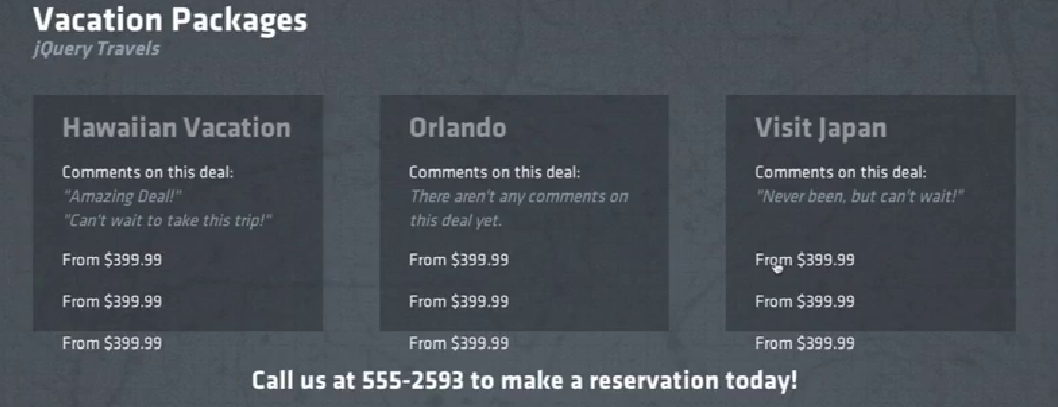 Vacation Packages
jQuery Travels
Hawaiian Vacation
Comments on this deal:
"Amazing Deal!"
"Can't wait to take this trip!"
From $399.99
From $399.99
From $399.99
Orlando
Comments on this deal:
There aren't any comments on
this deal yet.
From $399.99
From $399.99
From $399.99
Visit Japan
Comments on this deal:
"Never been, but can't wait!"
From $399.99
From $399.99
From $399.99
Call us at 555-2593 to make a reservation today!